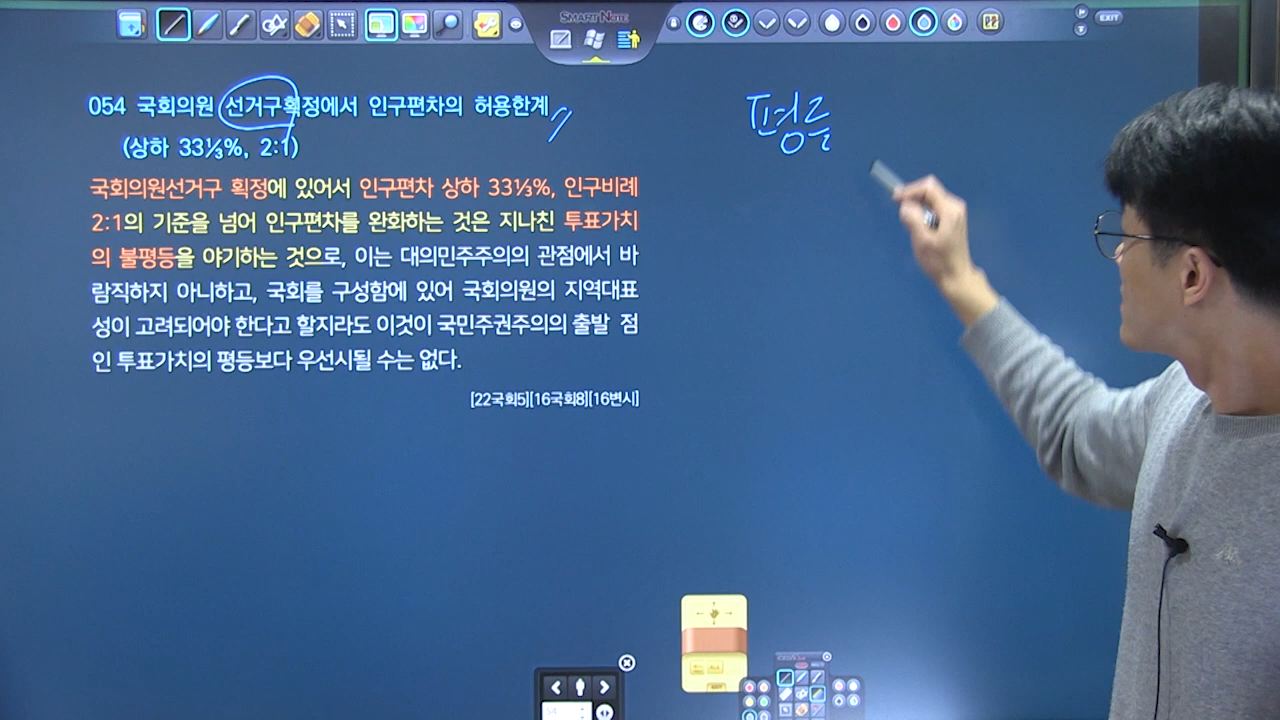 SMART NOTE
EXIT
054 국회의원 선거구획정에서 인구편차의 허용한계
(상하 33⅓%, 2:1)
평등
국회의원선거구 획정에 있어서 인구편차 상하 33⅓%, 인구비례
2:1의 기준을 넘어 인구편차를 완화하는 것은 지나친 투표가치
의 불평등을 야기하는 것으로, 이는 대의민주주의의 관점에서 바
람직하지 아니하고, 국회를 구성함에 있어 국회의원의 지역대표
성이 고려되어야 한다고 할지라도 이것이 국민주권주의의 출발 점
인 투표가치의 평등보다 우선시될 수는 없다.
[22국회5][16국회8][16변시]
EXIT
54